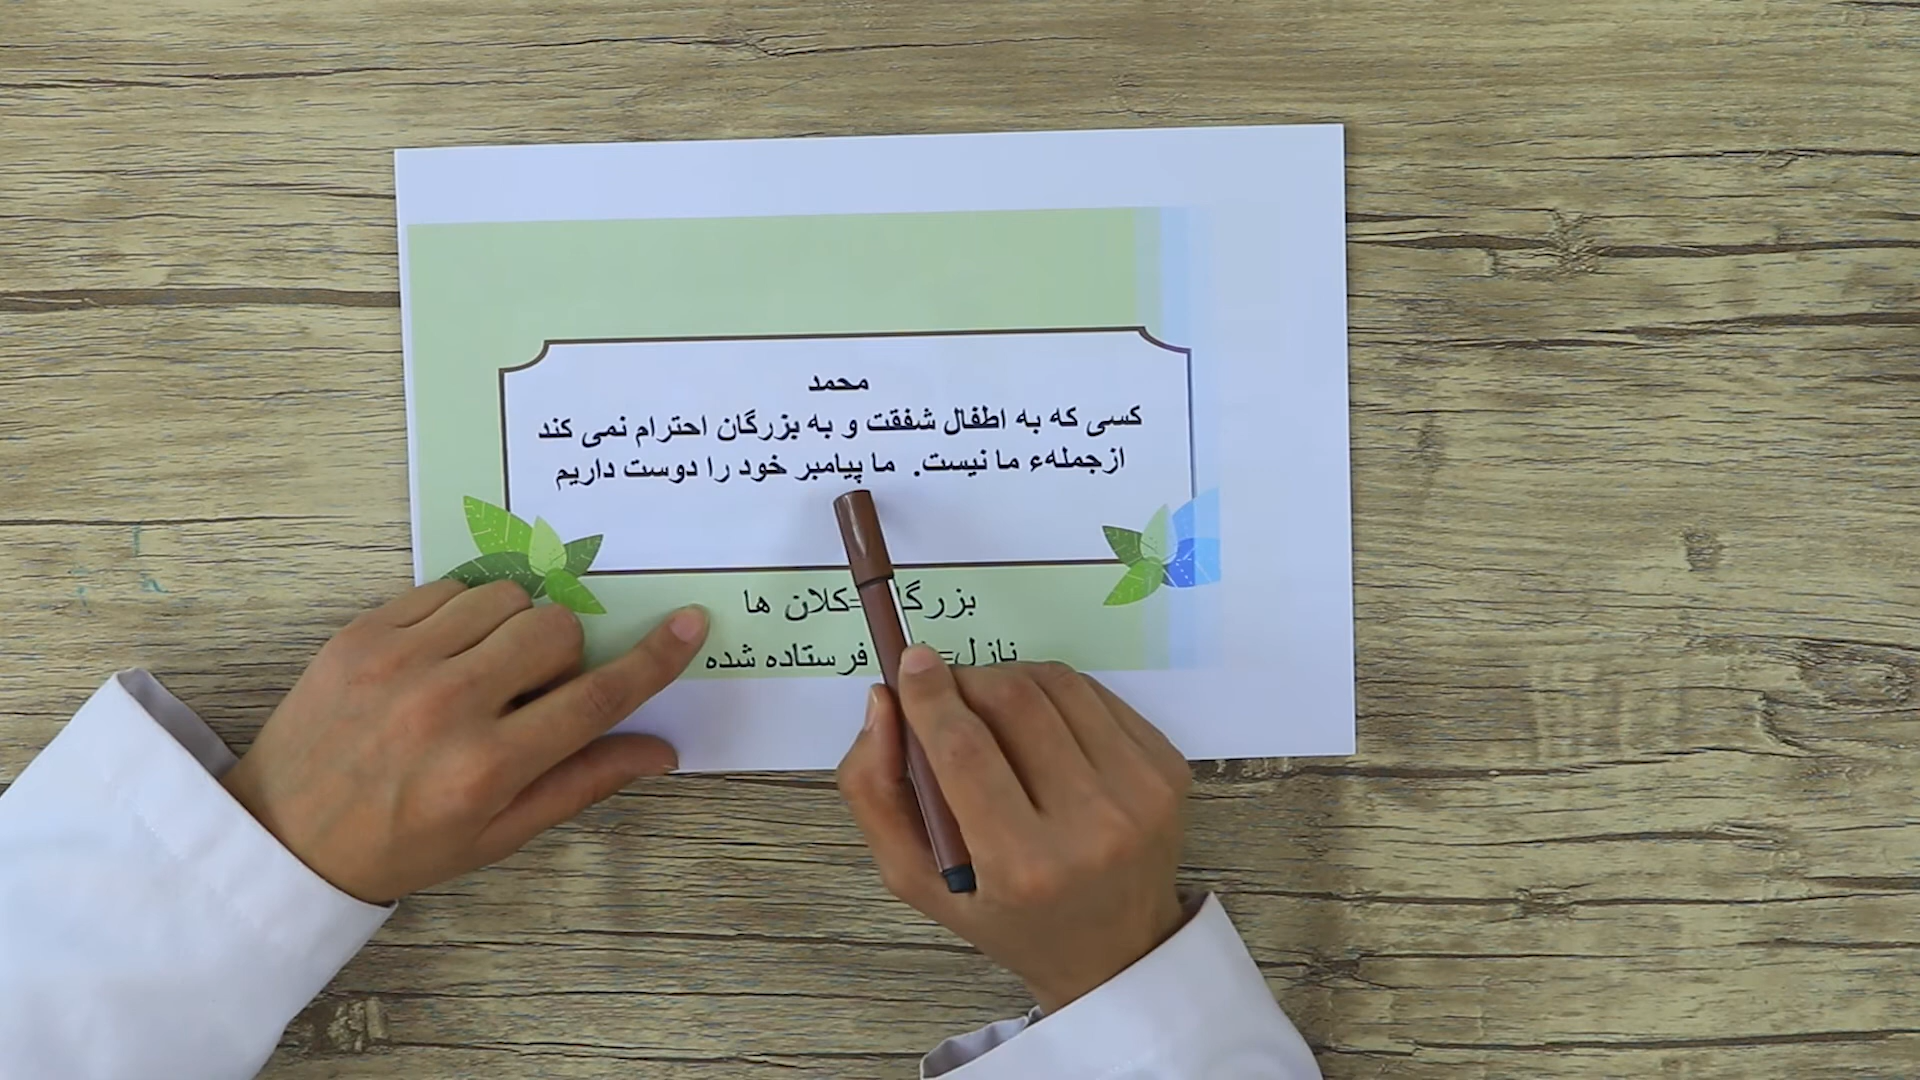 محمد
کسی که به اطفال شفقت و به بزرگان احترام نمی کند
ازجملهء ما نیست. ما پیامبر خود را دوست داریم
=کلان ها
نازل= فرستاده شده